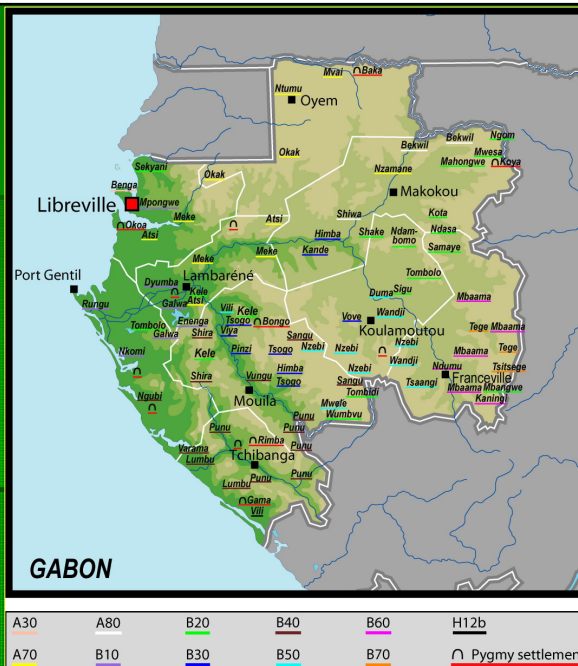 Mvai Baka
Ntumu
Oyem
Okak
Bekwil Bekwil Ngom
Mwesa
Mahongwe Koya
Sekyani
Okak
Nzamane
Benga
Makokou
Libreville Mpongwe
Meke
Atsi
Shiwa
Kota
Okoa
Atsi
Himba
Shake
Ndam-
bomo
Ndasa
Samaye
Meke
Meke
Kande
Tombolo
Port Gentil
Lambaréné
Dyumba
Kele
Galwa
Atsi
Duma
Sigu
Mbaama
Rungu
Vili Kele
Enenga
Tsogo
Bongo
Vove
Wandji
Koulamoutou
Tombolo
Galwa
Shira
Viya
Sangu
Tege Mbaama
Nkomi
Kele
Pinzi
Tsogo
Nzebi
Nzebi
Nzebi
Mbaama
Tege
Wandji
Shira
Himba
Nzebi
Ndumu
Tsitsege
Vungu
Tsogo
Sangu
Tsaangi
Franceville
Ngubi
Mouila
Tombidi
Mbaama Mbangwe
Kaningi
Mwele
Wumbvu
Punu
Punu
Punu
Rimba
Punu
Varama
Lumbu
Tchibanga
Punu
Punu
Lumbu
Gama
Vili
GABON
A30 A80 B20 B40 B60 H12b
A70 B10 B30 B50 B70 Pygmy settlemen